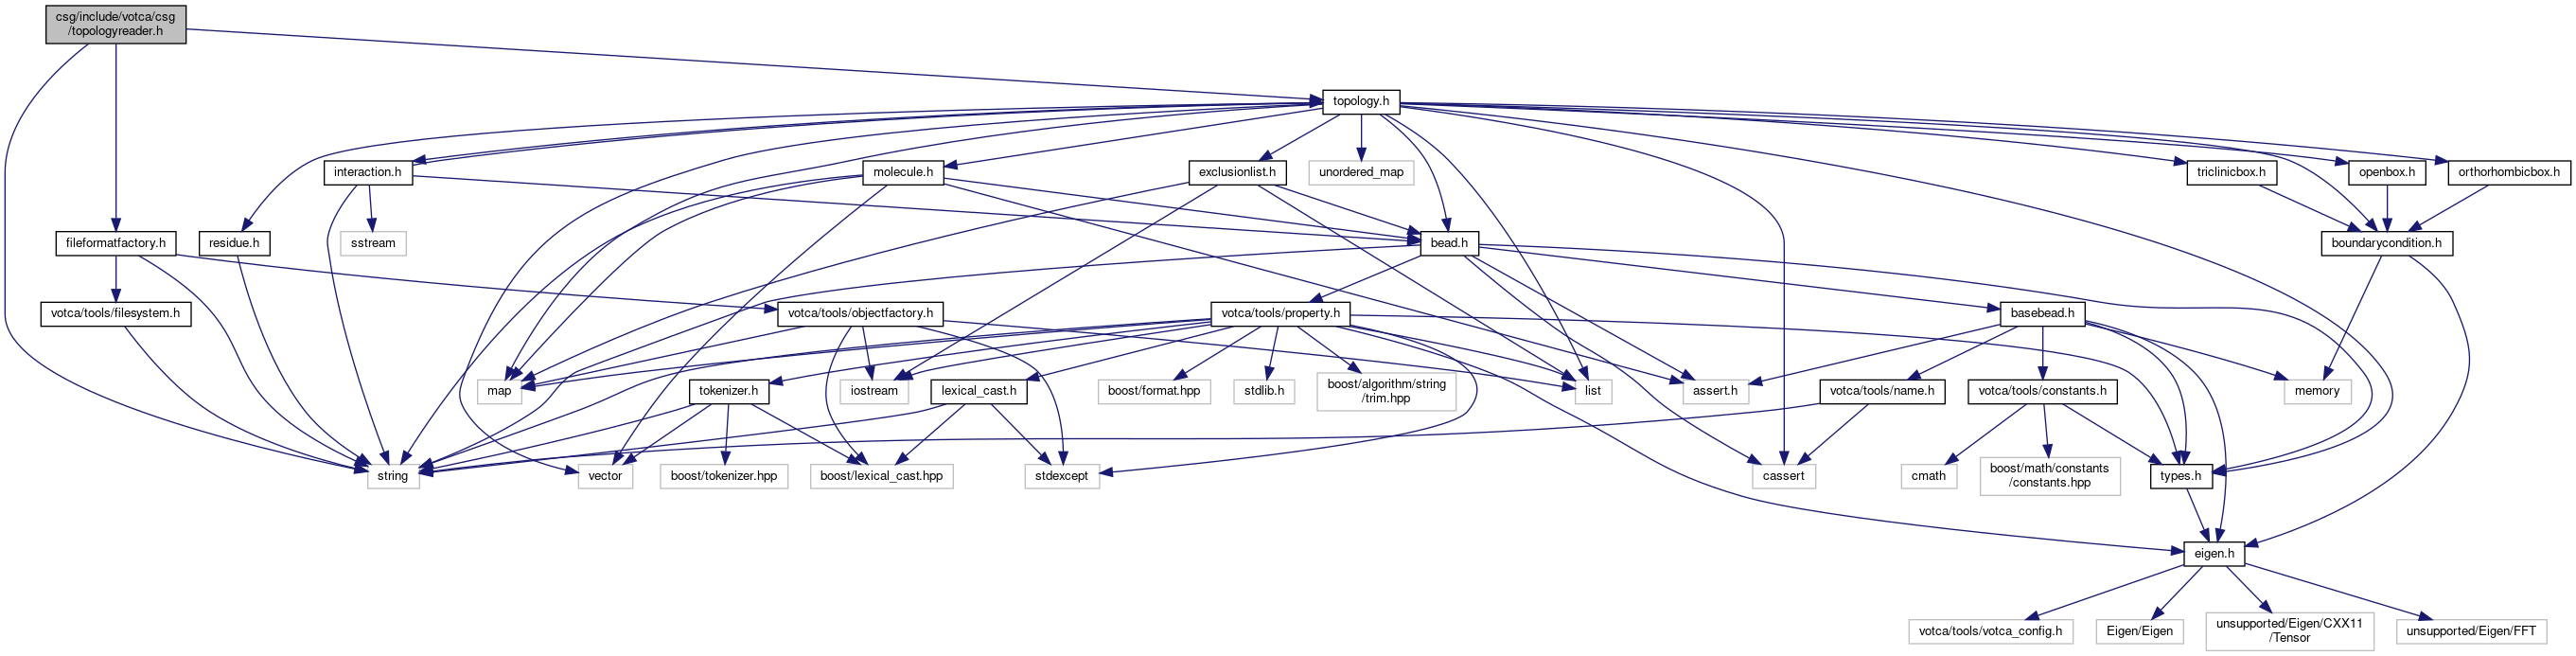 csg/include/votca/csg
/topologyreader.h
topology.h
interaction.h
molecule.h
exclusionlist.h
unordered_map
triclinicbox.h
openbox.h
orthorhombicbox.h
fileformatfactory.h
residue.h
sstream
bead.h
boundarycondition.h
votca/tools/filesystem.h
votca/tools/objectfactory.h
votca/tools/property.h
basebead.h
map
tokenizer.h
iostream
lexical_cast.h
boost/format.hpp
stdlib.h
boost/algorithm/string
/trim.hpp
list
assert.h
votca/tools/name.h
votca/tools/constants.h
memory
string
vector
boost/tokenizer.hpp
boost/lexical_cast.hpp
stdexcept
cassert
cmath
boost/math/constants
/constants.hpp
types.h
eigen.h
votca/tools/votca_config.h
Eigen/Eigen
unsupported/Eigen/CXX11
/Tensor
unsupported/Eigen/FFT